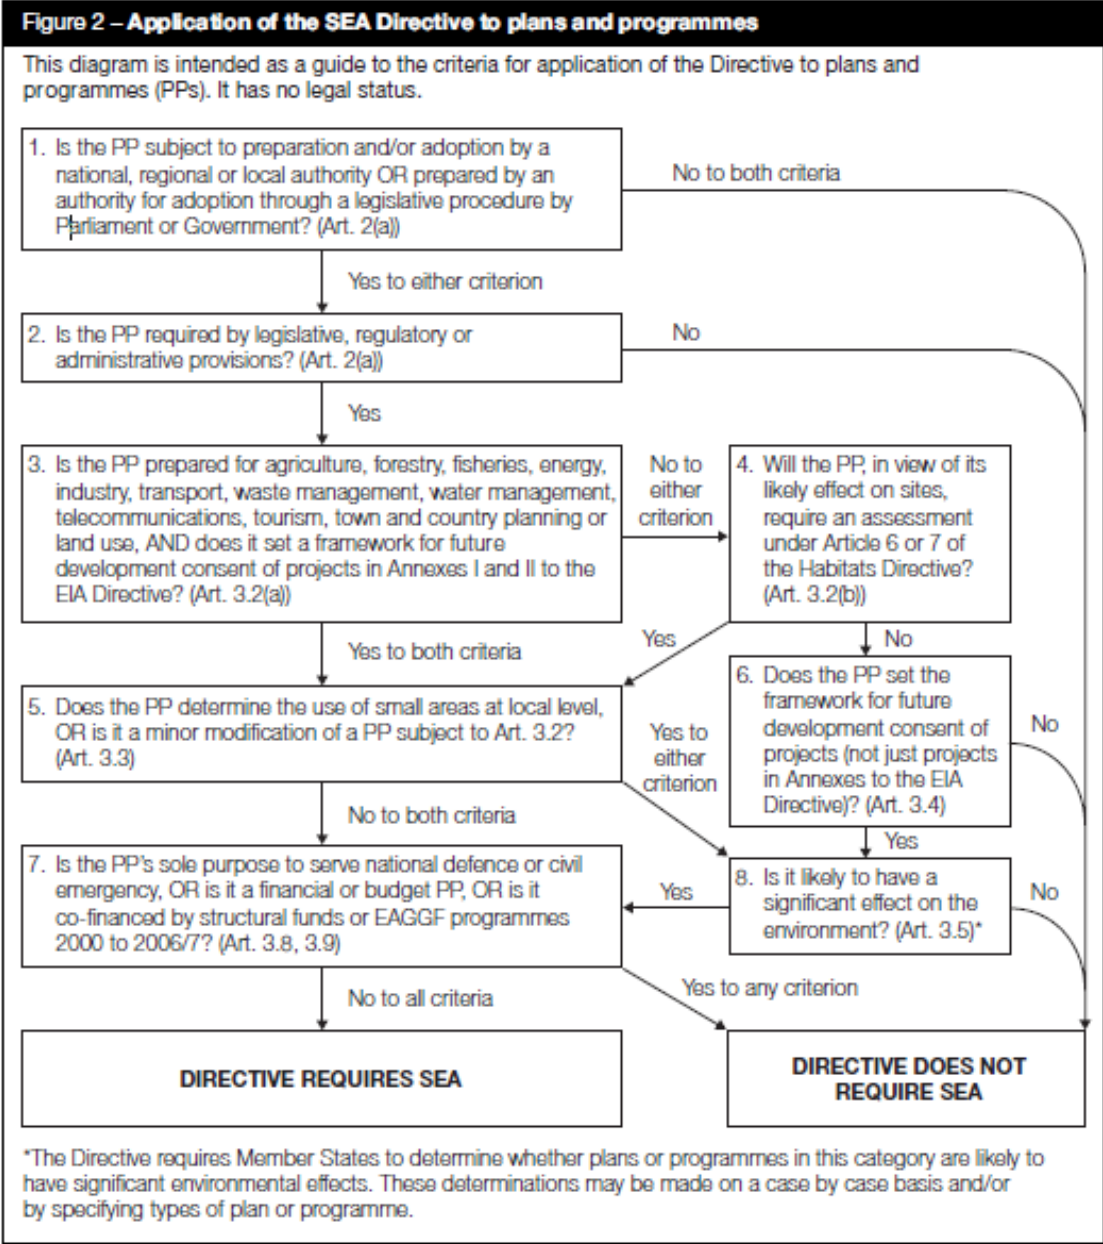 Figure 2 – Application of the SEA Directive to plans and programmes
This diagram is intended as a guide to the criteria for application of the Directive to plans and
programmes (PPs). It has no legal status.
1. Is the PP subject to preparation and/or adoption by a
national, regional or local authority OR prepared by an
authority for adoption through a legislative procedure by
Parliament or Government? (Art. 2(a))
No to both criteria
Yes to either criterion
2. Is the PP required by legislative, regulatory or
administrative provisions? (Art. 2(a))
No
Yes
3. Is the PP prepared for agriculture, forestry, fisheries, energy,
industry, transport, waste management, water management,
telecommunications, tourism, town and country planning or
land use, AND does it set a framework for future
development consent of projects in Annexes I and II to the
EIA Directive? (Art. 3.2(a))
No to
either
criterion
4. Will the PP, in view of its
likely effect on sites,
require an assessment
under Article 6 or 7 of
the Habitats Directive?
(Art. 3.2(b))
Yes to both criteria
Yes
No
5. Does the PP determine the use of small areas at local level,
OR is it a minor modification of a PP subject to Art. 3.2?
(Art. 3.3)
Yes to
either
criterion
6. Does the PP set the
framework for future
development consent of
projects (not just projects
in Annexes to the EIA
Directive)? (Art. 3.4)
No
No to both criteria
Yes
7. Is the PP's sole purpose to serve national defence or civil
emergency, OR is it a financial or budget PP, OR is it
co-financed by structural funds or EAGGF programmes
2000 to 2006/7? (Art. 3.8, 3.9)
Yes
8. Is it likely to have a
significant effect on the
environment? (Art. 3.5)*
No
No to all criteria
Yes to any criterion
DIRECTIVE REQUIRES SEA
DIRECTIVE DOES NOT
REQUIRE SEA
*The Directive requires Member States to determine whether plans or programmes in this category are likely to
have significant environmental effects. These determinations may be made on a case by case basis and/or
by specifying types of plan or programme.